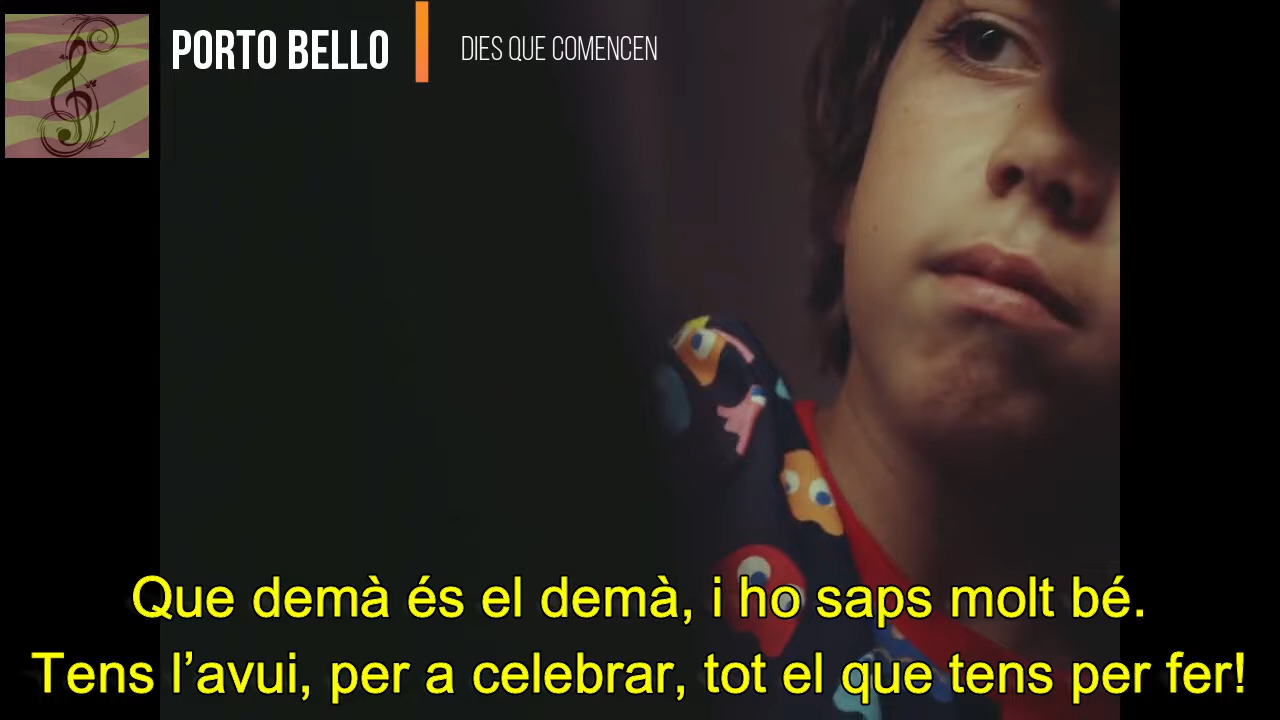 PORTO BELLO
DIES QUE COMENCEN
Que demà és el demà, i ho saps molt bé.
Tens l’avui, per a celebrar, tot el que tens per fer!